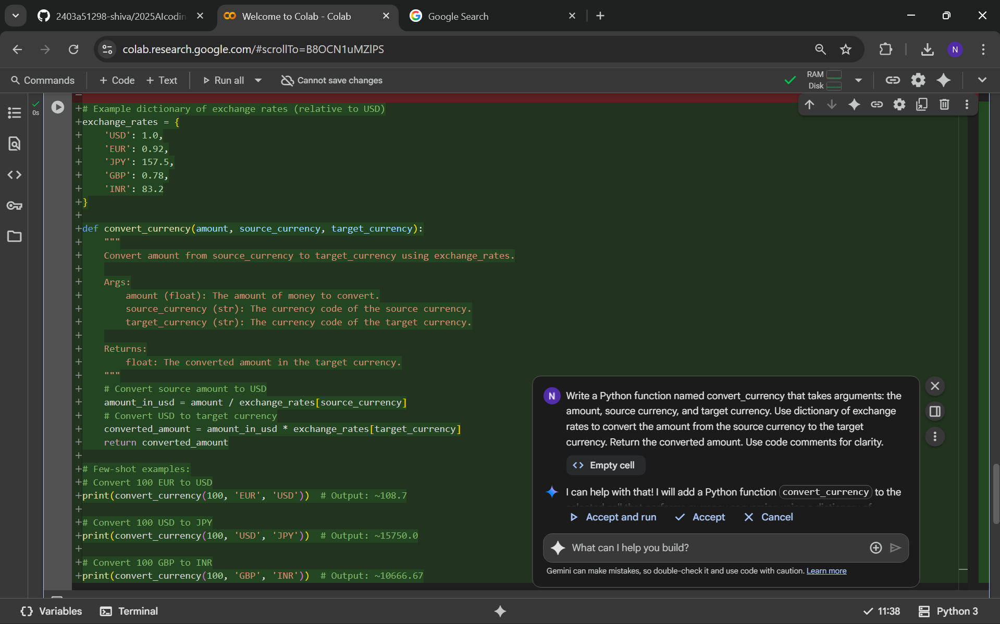 2403a51298-shiva/2025AIcodin
Welcome to Colab - Colab
Google Search
colab.research.google.com/#scrollTo=B8OCN1uMZIPS
N
Commands
+ Code
+ Text
Run all
Cannot save changes
RAM
Disk
0s
+# Example dictionary of exchange rates (relative to USD)
+exchange_rates = {
+    'USD': 1.0,
+    'EUR': 0.92,
+    'JPY': 157.5,
+    'GBP': 0.78,
+    'INR': 83.2
+}
+
+def convert_currency(amount, source_currency, target_currency):
+    """
+    Convert amount from source_currency to target_currency using exchange_rates.
+
+    Args:
+        amount (float): The amount of money to convert.
+        source_currency (str): The currency code of the source currency.
+        target_currency (str): The currency code of the target currency.
+
+    Returns:
+        float: The converted amount in the target currency.
+    """
+    # Convert source amount to USD
+    amount_in_usd = amount / exchange_rates[source_currency]
+    # Convert USD to target currency
+    converted_amount = amount_in_usd * exchange_rates[target_currency]
+    return converted_amount
+
+# Few-shot examples:
+# Convert 100 EUR to USD
+print(convert_currency(100, 'EUR', 'USD'))  # Output: ~108.7
+
+# Convert 100 USD to JPY
+print(convert_currency(100, 'USD', 'JPY'))  # Output: ~15750.0
+
+# Convert 100 GBP to INR
+print(convert_currency(100, 'GBP', 'INR'))  # Output: ~10666.67
N
Write a Python function named convert_currency that takes arguments: the
amount, source currency, and target currency. Use dictionary of exchange
rates to convert the amount from the source currency to the target
currency. Return the converted amount. Use code comments for clarity.
<> Empty cell
I can help with that! I will add a Python function convert_currency to the
Accept and run
Accept
Cancel
What can I help you build?
Gemini can make mistakes, so double-check it and use code with caution. Learn more
{} Variables
Terminal
11:38
Python 3